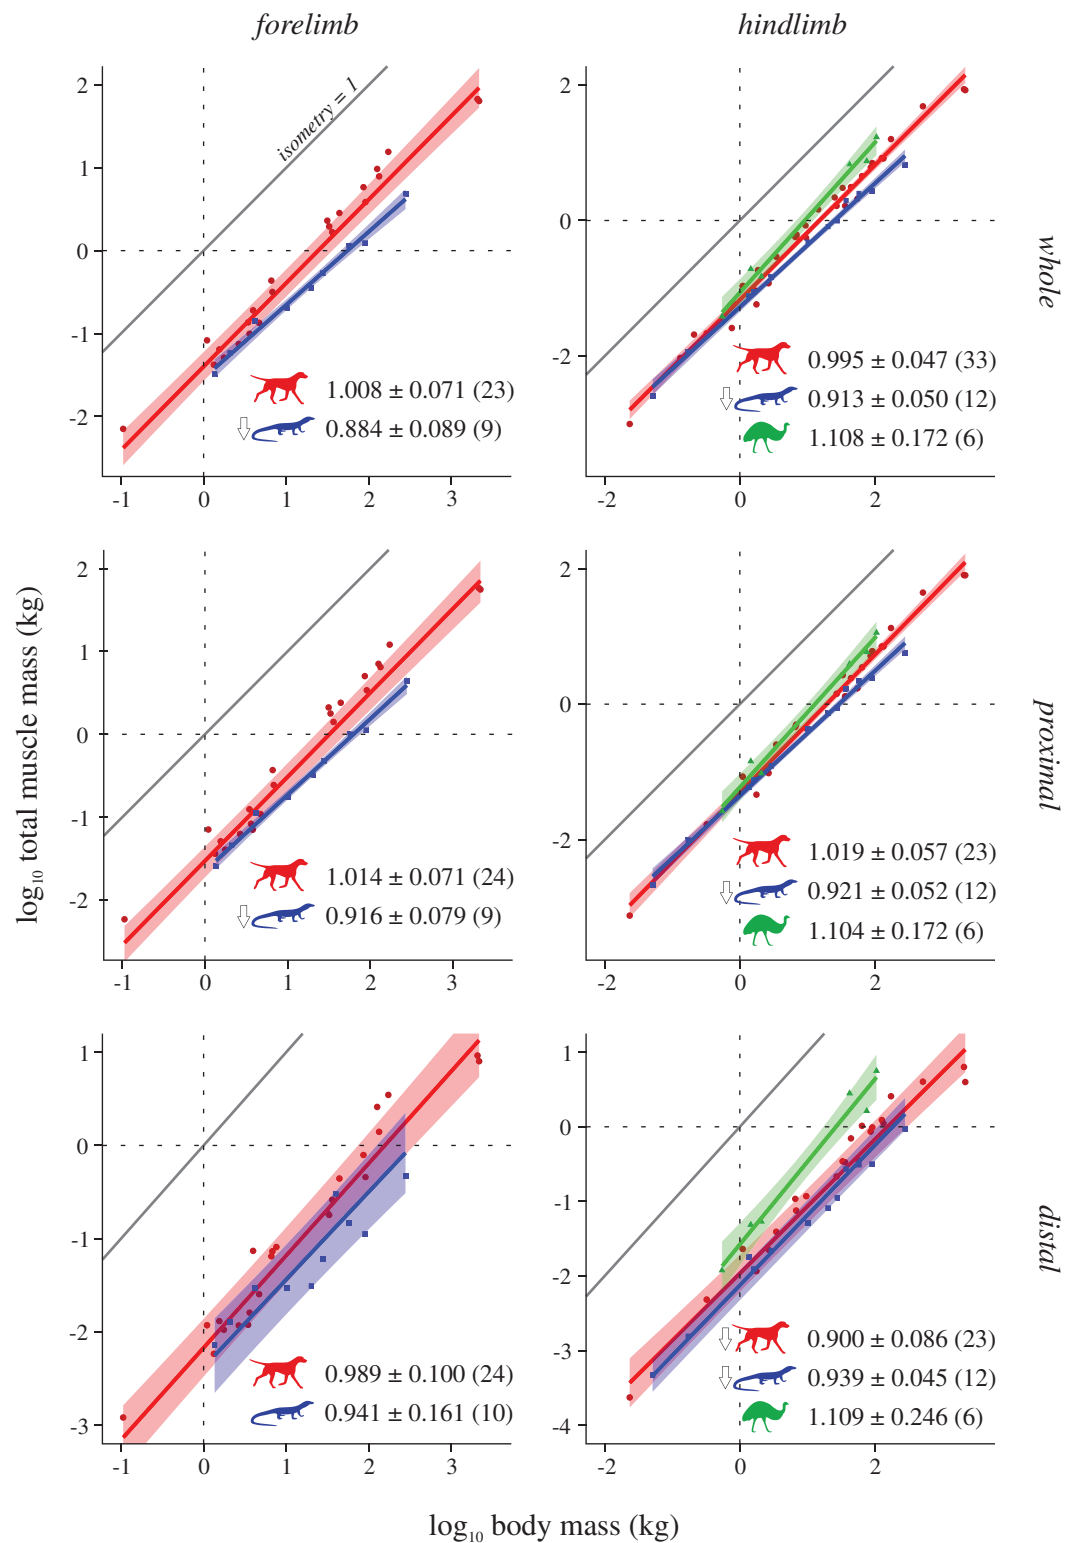 forelimb
hindlimb
isometry = 1
2
1
0
-1
-2
-1
0
1
2
3
1.008 ± 0.071 (23)
0.884 ± 0.089 (9)
2
0
-2
-2
0
2
0.995 ± 0.047 (33)
0.913 ± 0.050 (12)
1.108 ± 0.172 (6)
whole
2
1
0
-1
-2
-1
0
1
2
3
1.014 ± 0.071 (24)
0.916 ± 0.079 (9)
2
0
-2
-2
0
2
1.019 ± 0.057 (23)
0.921 ± 0.052 (12)
1.104 ± 0.172 (6)
proximal
log₁₀ total muscle mass (kg)
1
0
-1
-2
-3
-1
0
1
2
3
0.989 ± 0.100 (24)
0.941 ± 0.161 (10)
1
0
-1
-2
-3
-4
-2
0
2
0.900 ± 0.086 (23)
0.939 ± 0.045 (12)
1.109 ± 0.246 (6)
distal
log₁₀ body mass (kg)